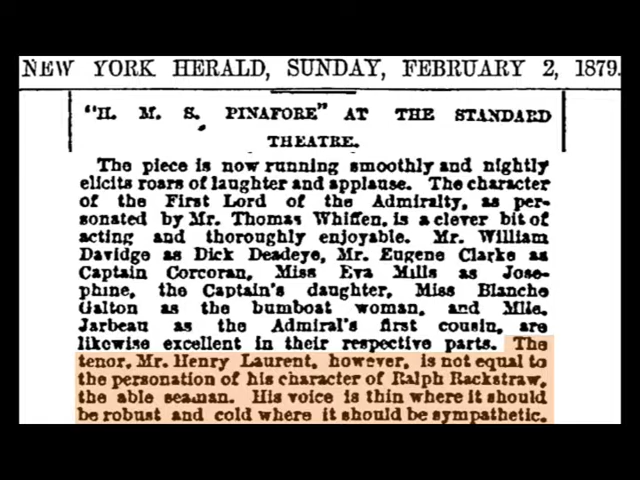 NEW YORK HERALD, SUNDAY, FEBRUARY 2, 1879.
"H. M. S. PINAFORE" AT THE STANDARD
THEATRE.
The piece is now running smoothly and nightly
elicits roars of laughter and applause. The character
of the First Lord of the Admiralty, as per-
sonated by Mr. Thomas Whiffen, is a clever bit of
acting and thoroughly enjoyable. Mr. William
Davidge as Dick Deadeye, Mr. Eugene Clarke as
Captain Corcoran, Miss Eva Mills as Jose-
phine, the Captain's daughter, Miss Blanche
Galton as the bumboat woman, and Mlle.
Jarbeau as the Admiral's first cousin, are
likewise excellent in their respective parts. The
tenor, Mr. Henry Laurent, however, is not equal to
the personation of his character of Ralph Rackstraw,
the able seaman. His voice is thin where it should
be robust and cold where it should be sympathetic.